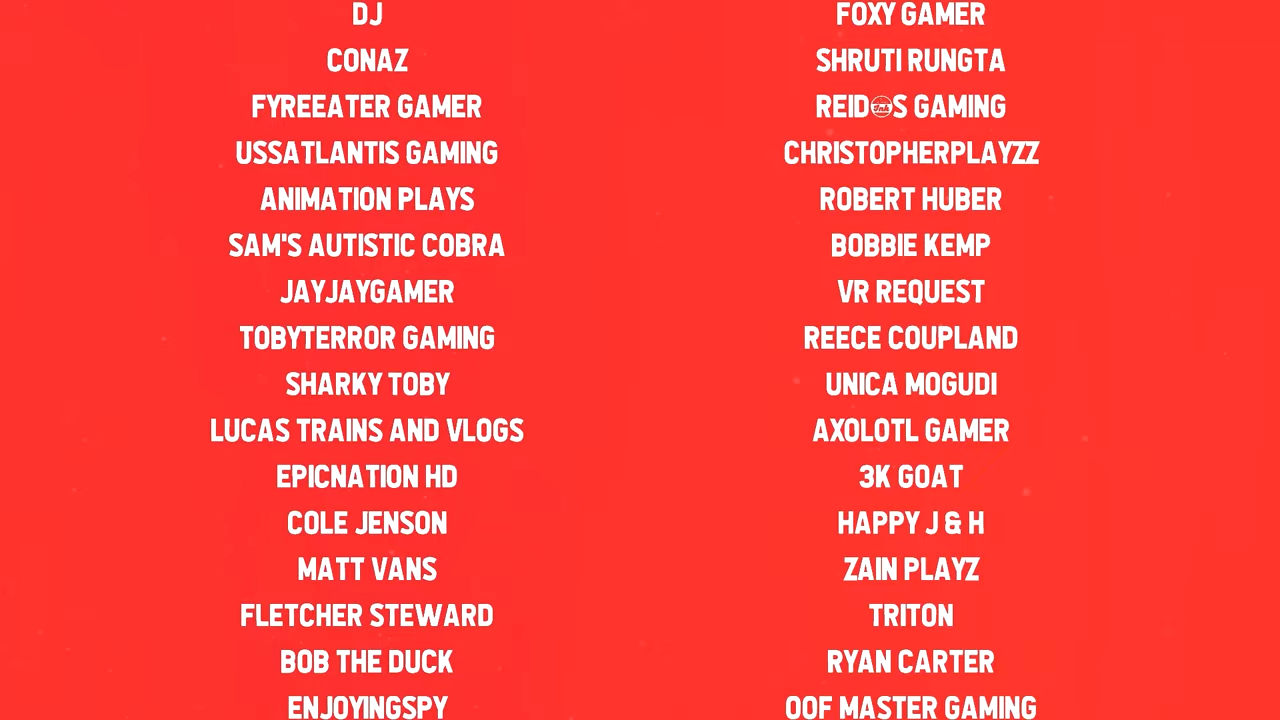 DJ
CONAZ
FYREEATER GAMER
USSATLANTIS GAMING
ANIMATION PLAYS
SAM'S AUTISTIC COBRA
JAYJAYGAMER
TOBYTERROR GAMING
SHARKY TOBY
LUCAS TRAINS AND VLOGS
EPICNATION HD
COLE JENSON
MATT VANS
FLETCHER STEWARD
BOB THE DUCK
ENJOYINGSPY
FOXY GAMER
SHRUTI RUNGTA
REID S GAMING
CHRISTOPHERPLAYZZ
ROBERT HUBER
BOBBIE KEMP
VR REQUEST
REECE COUPLAND
UNICA MOGUDI
AXOLOTL GAMER
3K GOAT
HAPPY J & H
ZAIN PLAYZ
TRITON
RYAN CARTER
OOF MASTER GAMING